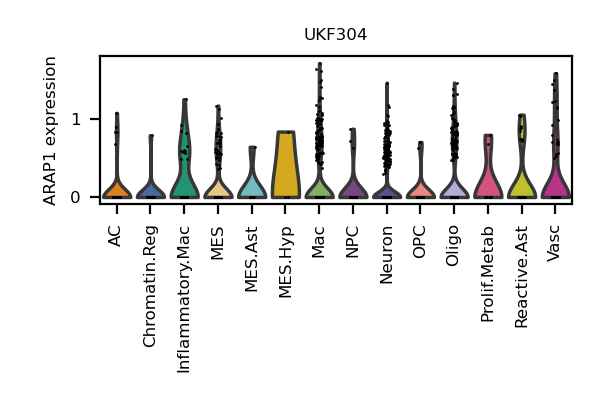 UKF304
ARAP1 expression
1
0
AC
Chromatin.Reg
Inflammatory.Mac
MES
MES.Ast
MES.Hyp
Mac
NPC
Neuron
OPC
Oligo
Prolif.Metab
Reactive.Ast
Vasc